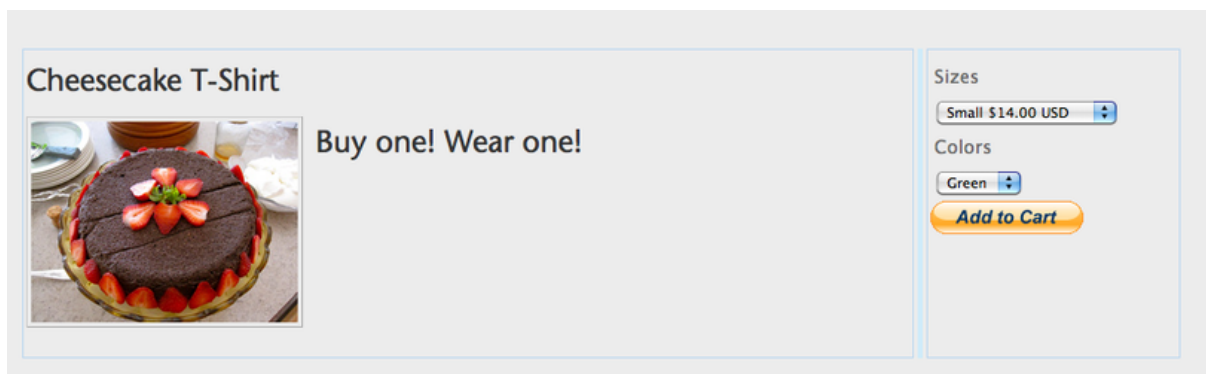 Cheesecake T-Shirt
Buy one! Wear one!
Sizes
Small $14.00 USD
Colors
Green
Add to Cart